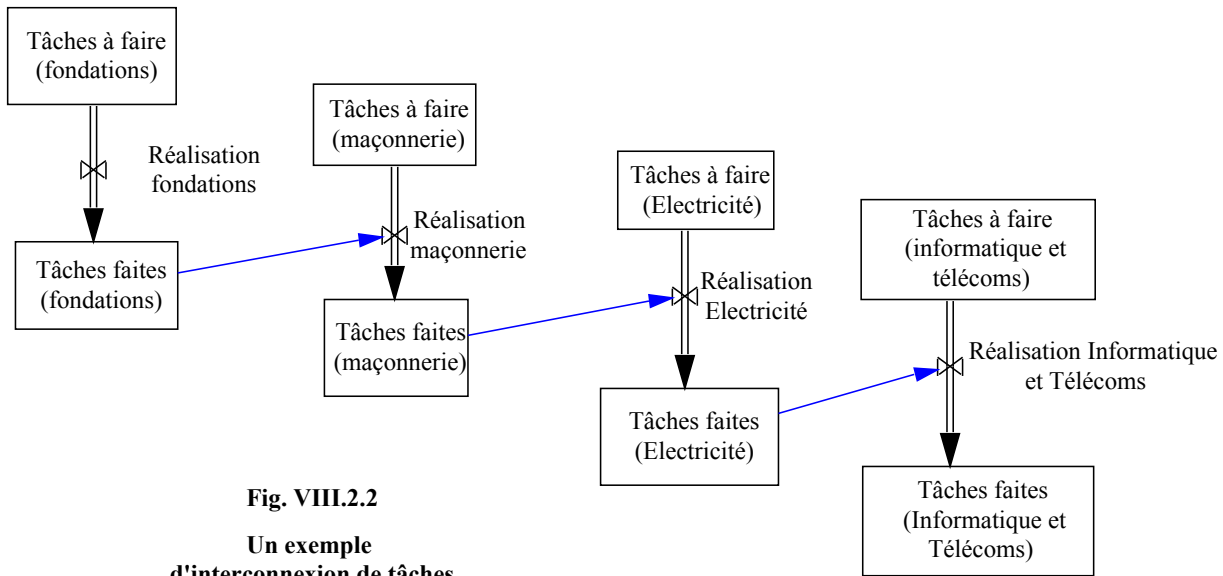 Tâches à faire
(fondations)
Réalisation
fondations
Tâches faites
(fondations)
Tâches à faire
(maçonnerie)
Réalisation
maçonnerie
Tâches faites
(maçonnerie)
Tâches à faire
(Electricité)
Réalisation
Electricité
Tâches faites
(Electricité)
Tâches à faire
(informatique et
télécoms)
Réalisation Informatique
et Télécoms
Tâches faites
(Informatique et
Télécoms)
Fig. VIII.2.2
Un exemple
d'interconnexion de tâches